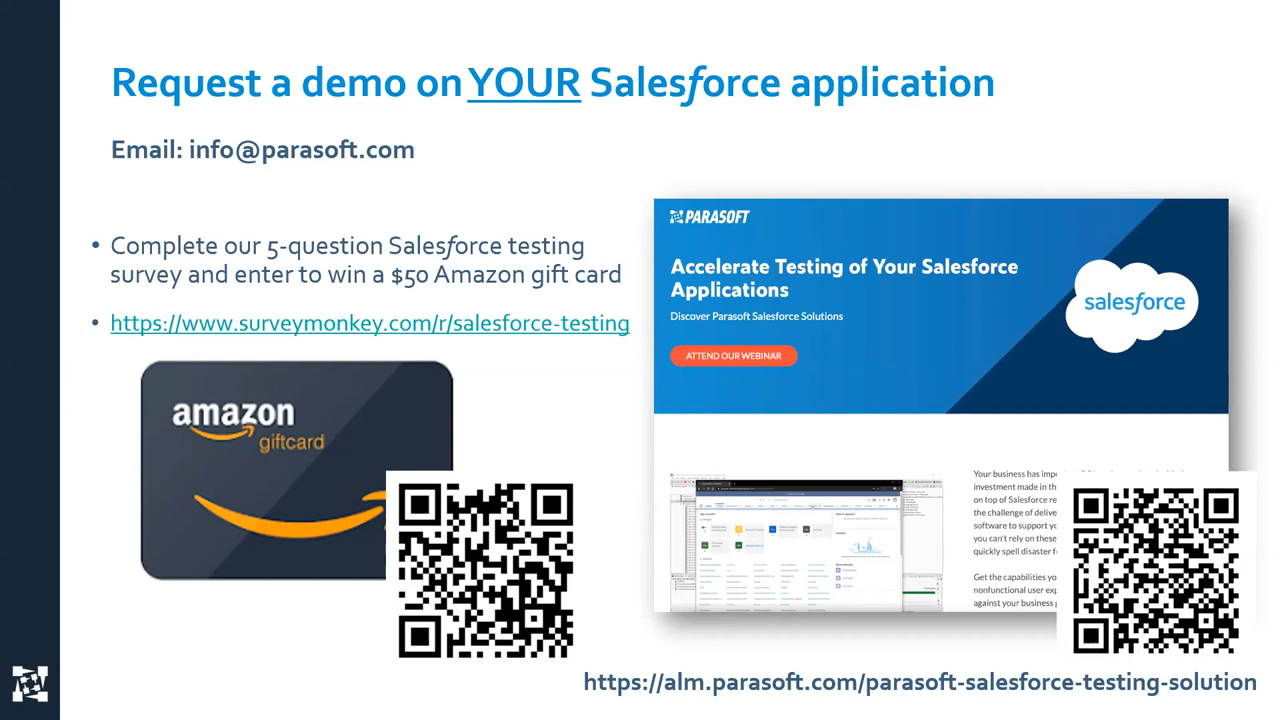 Request a demo on YOUR Salesforce application
Email: info@parasoft.com
• Complete our 5-question Salesforce testing
survey and enter to win a $50 Amazon gift card
• https://www.surveymonkey.com/r/salesforce-testing
amazon
giftcard
PARASOFT
Accelerate Testing of Your Salesforce
Applications
Discover Parasoft Salesforce Solutions
ATTEND OUR WEBINAR
salesforce
Your business has
investment made in th
on top of Salesforce re
the challenge of delive
software to support yo
you can't rely on these
quickly spell disaster f
Get the capabilities yo
nonfunctional user exp
against your business
https://alm.parasoft.com/parasoft-salesforce-testing-solution